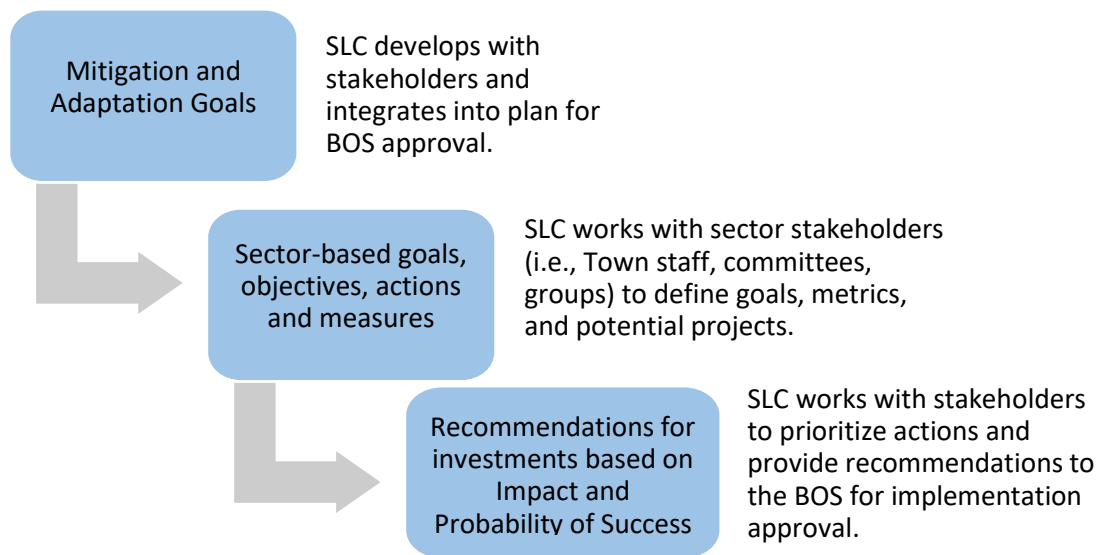 Mitigation and
Adaptation Goals
SLC develops with
stakeholders and
integrates into plan for
BOS approval.
Sector-based goals,
objectives, actions
and measures
SLC works with sector stakeholders
(i.e., Town staff, committees,
groups) to define goals, metrics,
and potential projects.
Recommendations for
investments based on
Impact and
Probability of Success
SLC works with stakeholders
to prioritize actions and
provide recommendations to
the BOS for implementation
approval.